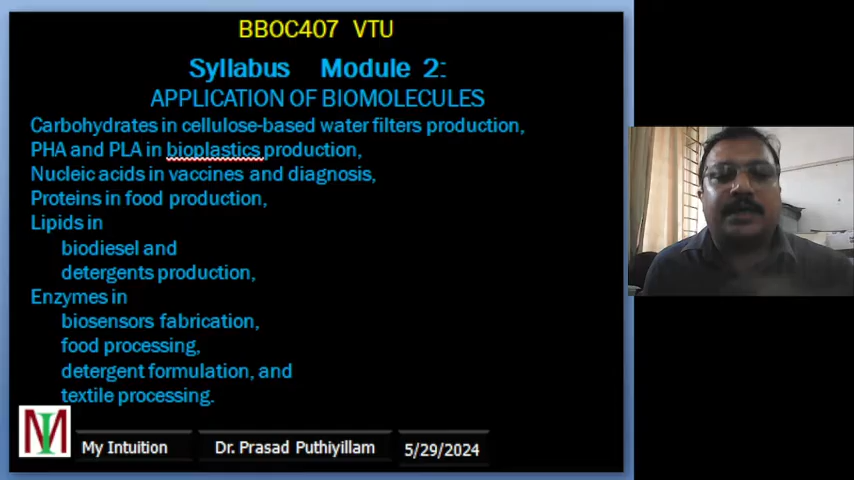 BBOC407 VTU
Syllabus Module 2:
APPLICATION OF BIOMOLECULES
Carbohydrates in cellulose-based water filters production,
PHA and PLA in bioplastics production,
Nucleic acids in vaccines and diagnosis,
Proteins in food production,
Lipids in
biodiesel and
detergents production,
Enzymes in
biosensors fabrication,
food processing,
detergent formulation, and
textile processing.
MI
My Intuition
Dr. Prasad Puthiyillam
5/29/2024